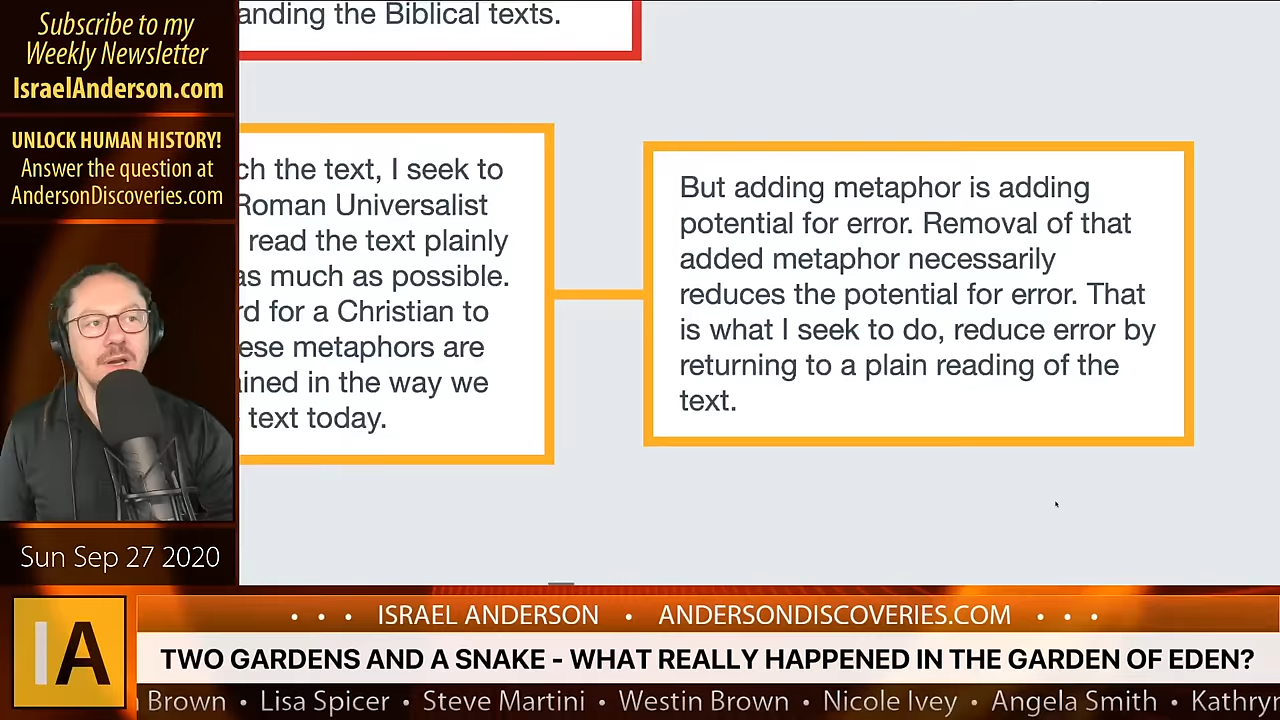 Subscribe to my
Weekly Newsletter
IsraelAnderson.com
UNLOCK HUMAN HISTORY!
Answer the question at
AndersonDiscoveries.com
Sun Sep 27 2020
anding the Biblical texts.
ch the text, I seek to
Roman Universalist
read the text plainly
as much as possible.
rd for a Christian to
ese metaphors are
ained in the way we
text today.
But adding metaphor is adding
potential for error. Removal of that
added metaphor necessarily
reduces the potential for error. That
is what I seek to do, reduce error by
returning to a plain reading of the
text.
IA
• • • ISRAEL ANDERSON • ANDERSONDISCOVERIES.COM • • •
TWO GARDENS AND A SNAKE - WHAT REALLY HAPPENED IN THE GARDEN OF EDEN?
Brown • Lisa Spicer • Steve Martini • Westin Brown • Nicole Ivey • Angela Smith • Kathryn